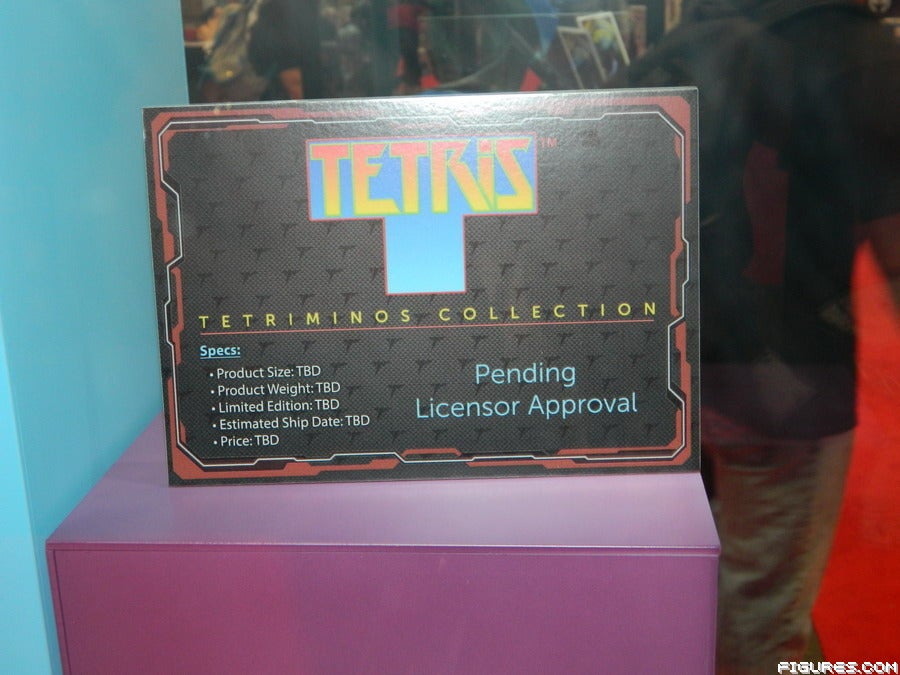 TETRIS™
TETRIMINOS COLLECTION
Specs:
• Product Size: TBD
• Product Weight: TBD
• Limited Edition: TBD
• Estimated Ship Date: TBD
• Price: TBD
Pending
Licensor Approval
FIGURES.COM